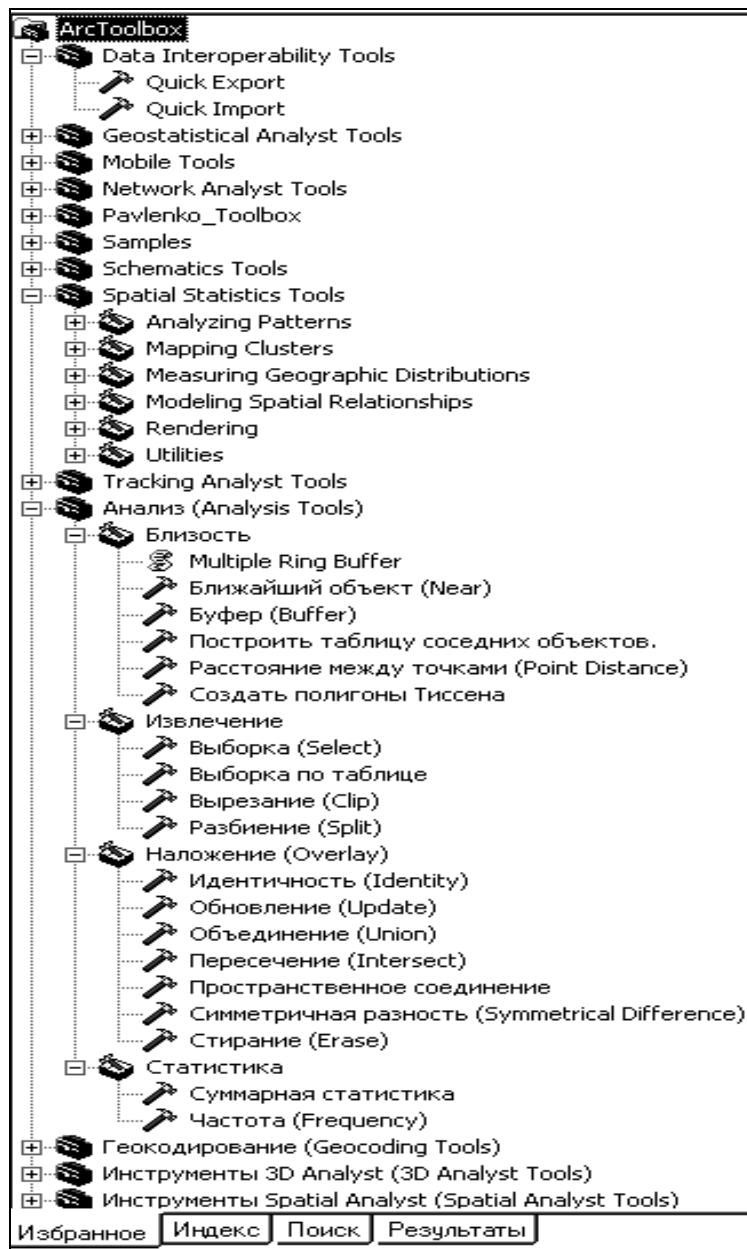 ArcToolbox
Data Interoperability Tools
Quick Export
Quick Import
Geostatistical Analyst Tools
Mobile Tools
Network Analyst Tools
Pavlenko_Toolbox
Samples
Schematics Tools
Spatial Statistics Tools
Analyzing Patterns
Mapping Clusters
Measuring Geographic Distributions
Modeling Spatial Relationships
Rendering
Utilities
Tracking Analyst Tools
Анализ (Analysis Tools)
Близость
Multiple Ring Buffer
Ближайший объект (Near)
Буфер (Buffer)
Построить таблицу соседних объектов.
Расстояние между точками (Point Distance)
Создать полигоны Тиссена
Извлечение
Выборка (Select)
Выборка по таблице
Вырезание (Clip)
Разбиение (Split)
Наложение (Overlay)
Идентичность (Identity)
Обновление (Update)
Объединение (Union)
Пересечение (Intersect)
Пространственное соединение
Симметричная разность (Symmetrical Difference)
Стирание (Erase)
Статистика
Суммарная статистика
Частота (Frequency)
Геокодирование (Geocoding Tools)
Инструменты 3D Analyst (3D Analyst Tools)
Инструменты Spatial Analyst (Spatial Analyst Tools)
Избранное Индекс Поиск Результаты